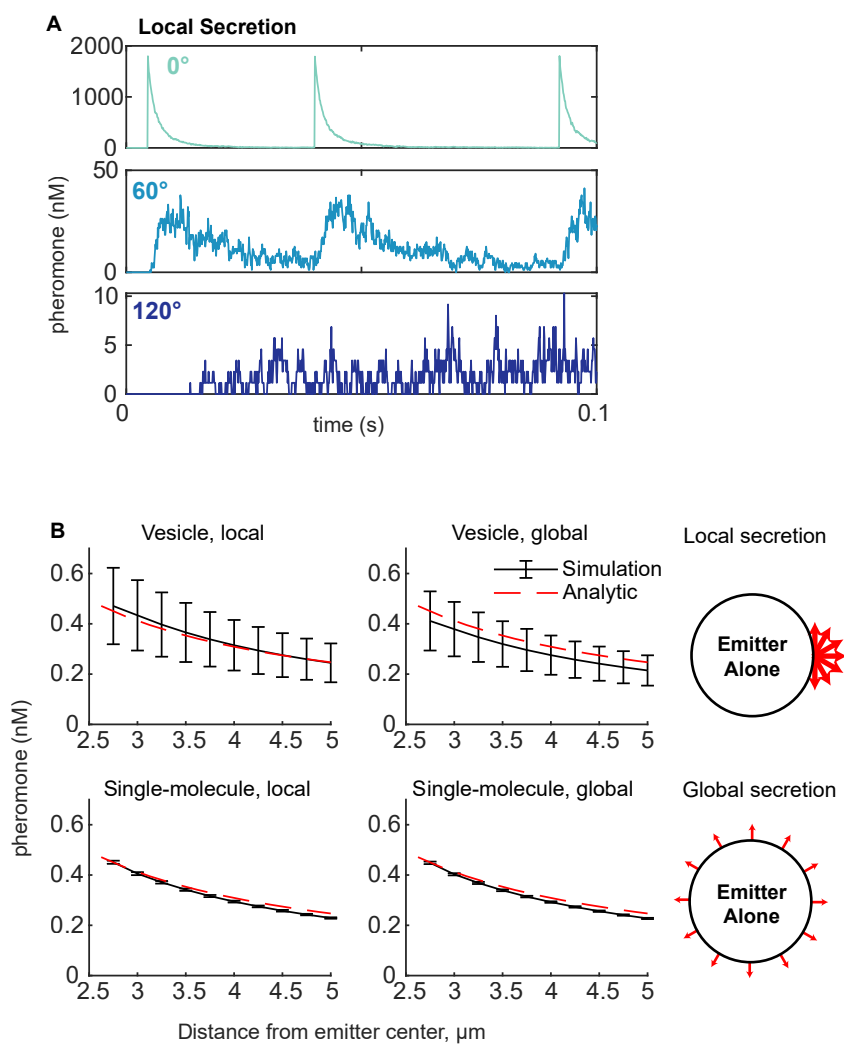 A Local Secretion
2000
1000
0
0°
50
0
60°
10
5
0
120°
pheromone (nM)
0 0.1
time (s)
B
Vesicle, local Vesicle, global Local secretion
Simulation
Analytic
0.6
0.4
0.2
0
2.5 3 3.5 4 4.5 5
0.6
0.4
0.2
0
2.5 3 3.5 4 4.5 5
Emitter
Alone
pheromone (nM)
Single-molecule, local Single-molecule, global Global secretion
0.6
0.4
0.2
0
2.5 3 3.5 4 4.5 5
0.6
0.4
0.2
0
2.5 3 3.5 4 4.5 5
Emitter
Alone
Distance from emitter center, μm